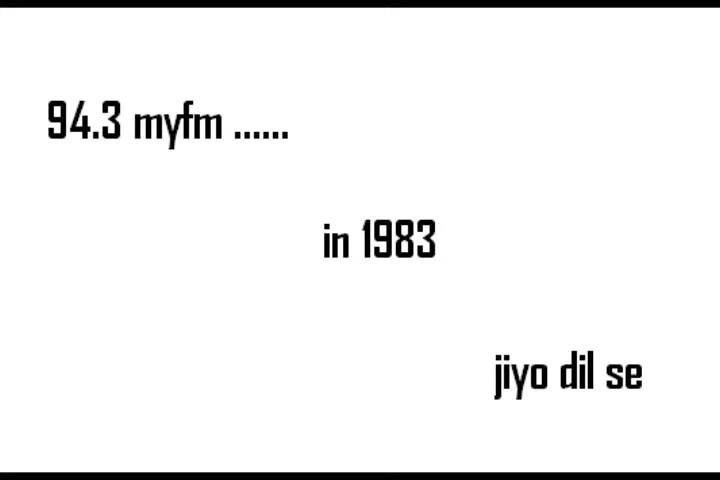 94.3 myfm ......
in 1983
jiyo dil se